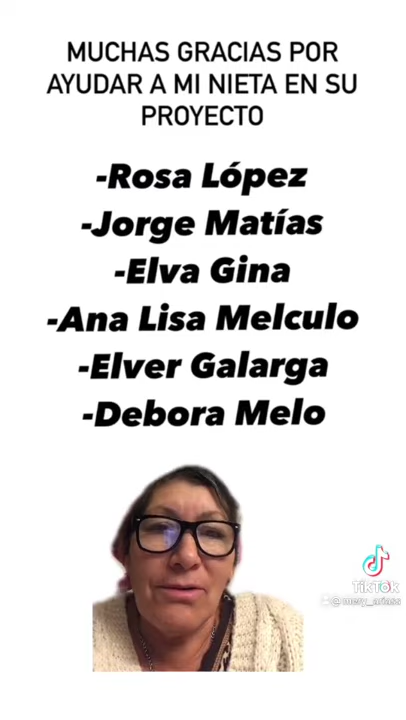 MUCHAS GRACIAS POR
AYUDAR A MI NIETA EN SU
PROYECTO
-Rosa López
-Jorge Matías
-Elva Gina
-Ana Lisa Melculo
-Elver Galarga
-Debora Melo
TikTok
@mery_ariass